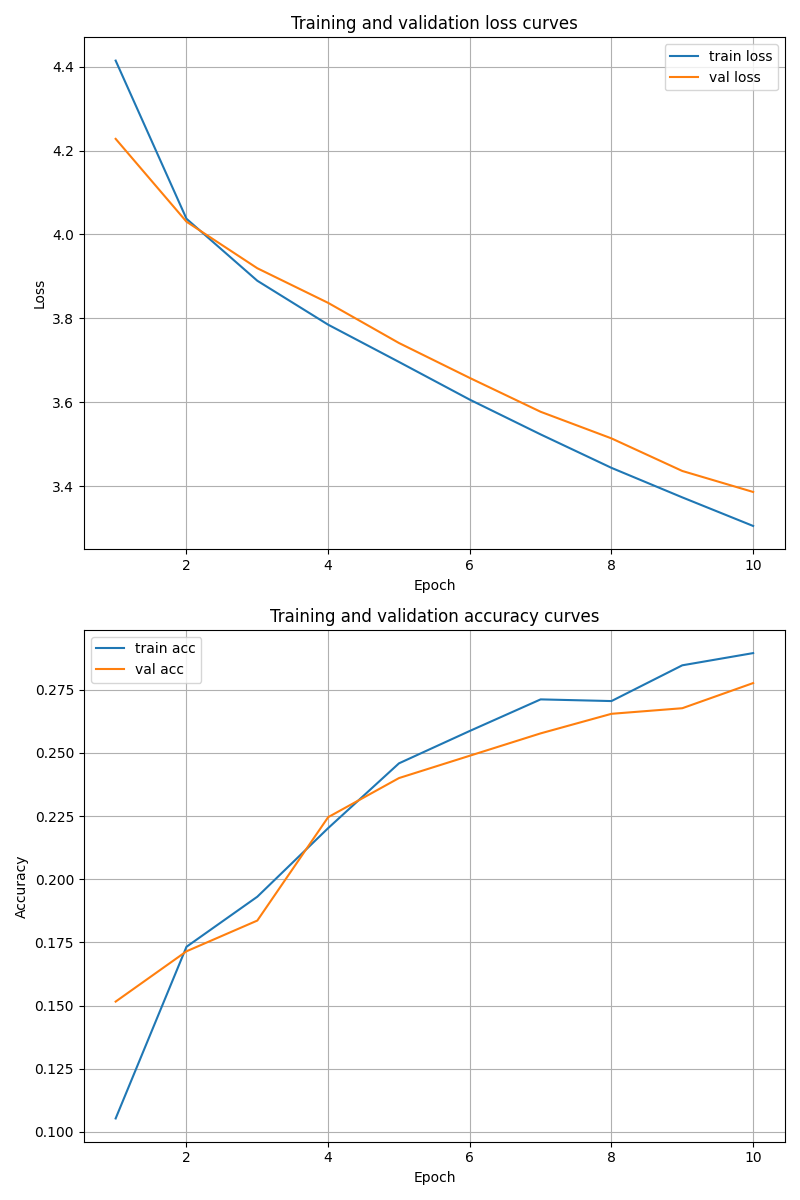 Training and validation loss curves
train loss
val loss
4.4
4.2
4.0
3.8
3.6
3.4
Loss
2 4 6 8 10
Epoch
Training and validation accuracy curves
train acc
val acc
0.275
0.250
0.225
0.200
0.175
0.150
0.125
0.100
Accuracy
2 4 6 8 10
Epoch